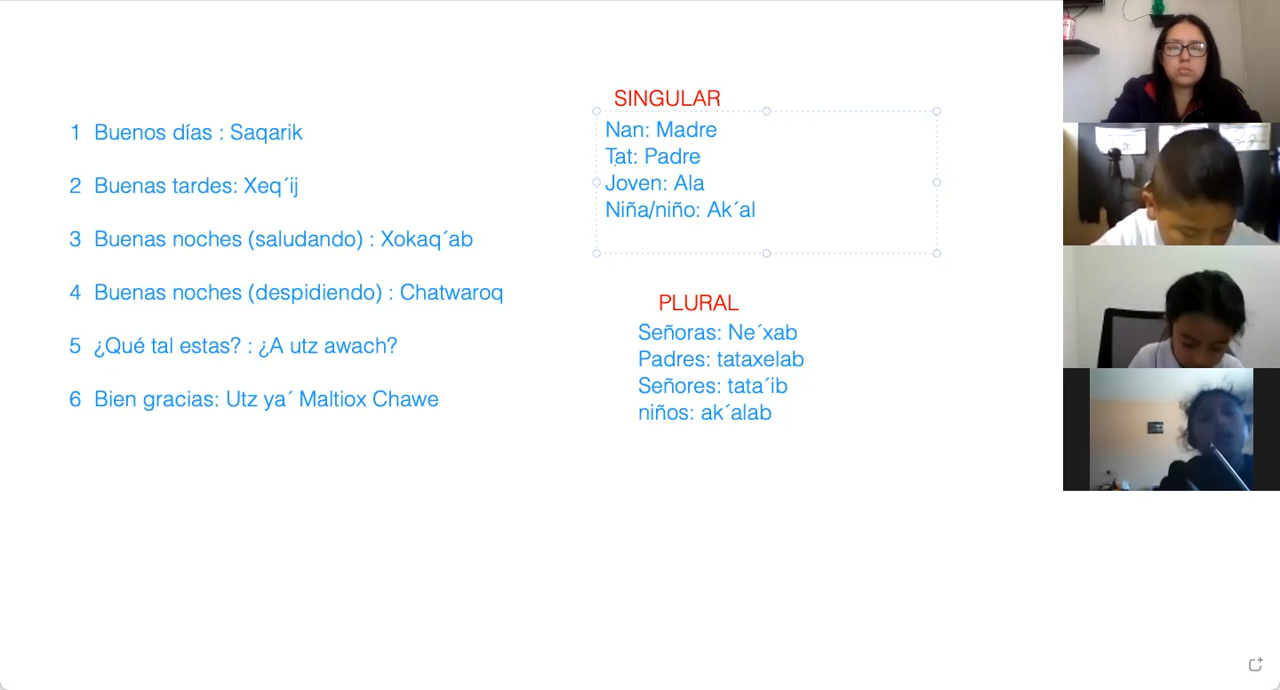 1 Buenos días : Saqarik
2 Buenas tardes: Xeq´ij
3 Buenas noches (saludando) : Xokaq´ab
4 Buenas noches (despidiendo) : Chatwaroq
5 ¿Qué tal estas? : ¿A utz awach?
6 Bien gracias: Utz ya´ Maltiox Chawe
SINGULAR
Nan: Madre
Tat: Padre
Joven: Ala
Niña/niño: Ak´al
PLURAL
Señoras: Ne´xab
Padres: tataxelab
Señores: tata´ib
niños: ak´alab